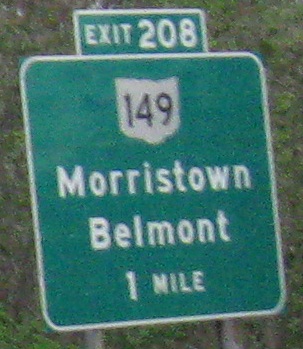 EXIT 208
149
Morristown
Belmont
1 MILE